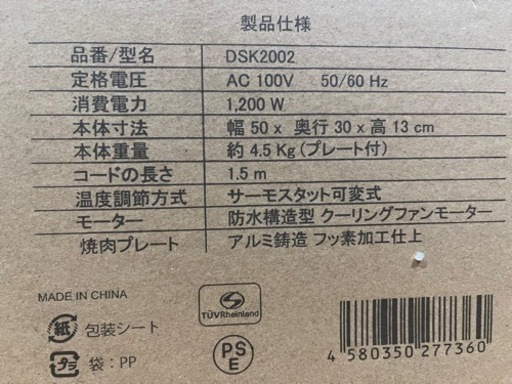 製品仕様
品番/型名 DSK2002
定格電圧 AC 100V 50/60 Hz
消費電力 1,200 W
本体寸法 幅 50 x 奥行 30 x 高 13 cm
本体重量 約 4.5 Kg (プレート付)
コードの長さ 1.5 m
温度調節方式 サーモスタット可変式
モーター 防水構造型 クーリングファンモーター
焼肉プレート アルミ鋳造 フッ素加工仕上
MADE IN CHINA
紙 包装シート
プラ 袋:PP
TÜVRheinland
PS
E
4 580350 277360